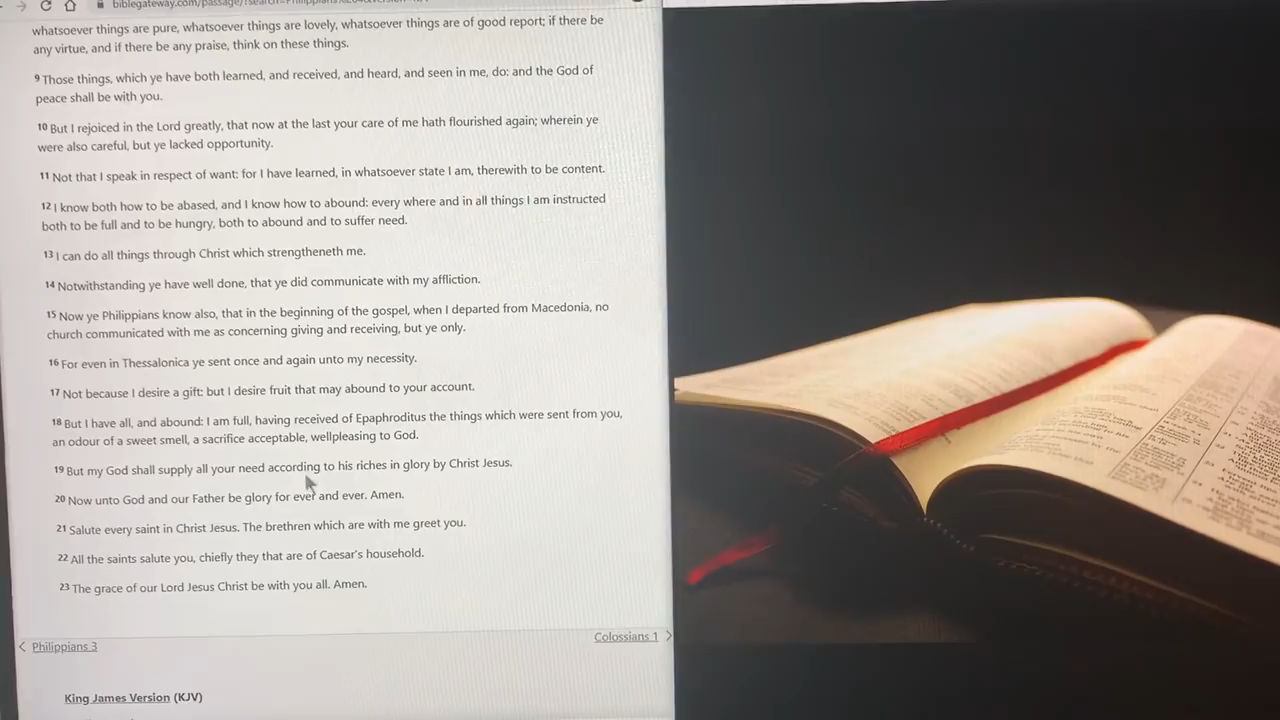 biblegateway.com/passage/?search=Philippians
whatsoever things are pure, whatsoever things are lovely, whatsoever things are of good report; if there be
any virtue, and if there be any praise, think on these things.
9 Those things, which ye have both learned, and received, and heard, and seen in me, do: and the God of
peace shall be with you.
10 But I rejoiced in the Lord greatly, that now at the last your care of me hath flourished again; wherein ye
were also careful, but ye lacked opportunity.
11 Not that I speak in respect of want: for I have learned, in whatsoever state I am, therewith to be content.
12 I know both how to be abased, and I know how to abound: every where and in all things I am instructed
both to be full and to be hungry, both to abound and to suffer need.
13 I can do all things through Christ which strengtheneth me.
14 Notwithstanding ye have well done, that ye did communicate with my affliction.
15 Now ye Philippians know also, that in the beginning of the gospel, when I departed from Macedonia, no
church communicated with me as concerning giving and receiving, but ye only.
16 For even in Thessalonica ye sent once and again unto my necessity.
17 Not because I desire a gift: but I desire fruit that may abound to your account.
18 But I have all, and abound: I am full, having received of Epaphroditus the things which were sent from you,
an odour of a sweet smell, a sacrifice acceptable, wellpleasing to God.
19 But my God shall supply all your need according to his riches in glory by Christ Jesus.
20 Now unto God and our Father be glory for ever and ever. Amen.
21 Salute every saint in Christ Jesus. The brethren which are with me greet you.
22 All the saints salute you, chiefly they that are of Caesar's household.
23 The grace of our Lord Jesus Christ be with you all. Amen.
< Philippians 3
Colossians 1 >
King James Version (KJV)